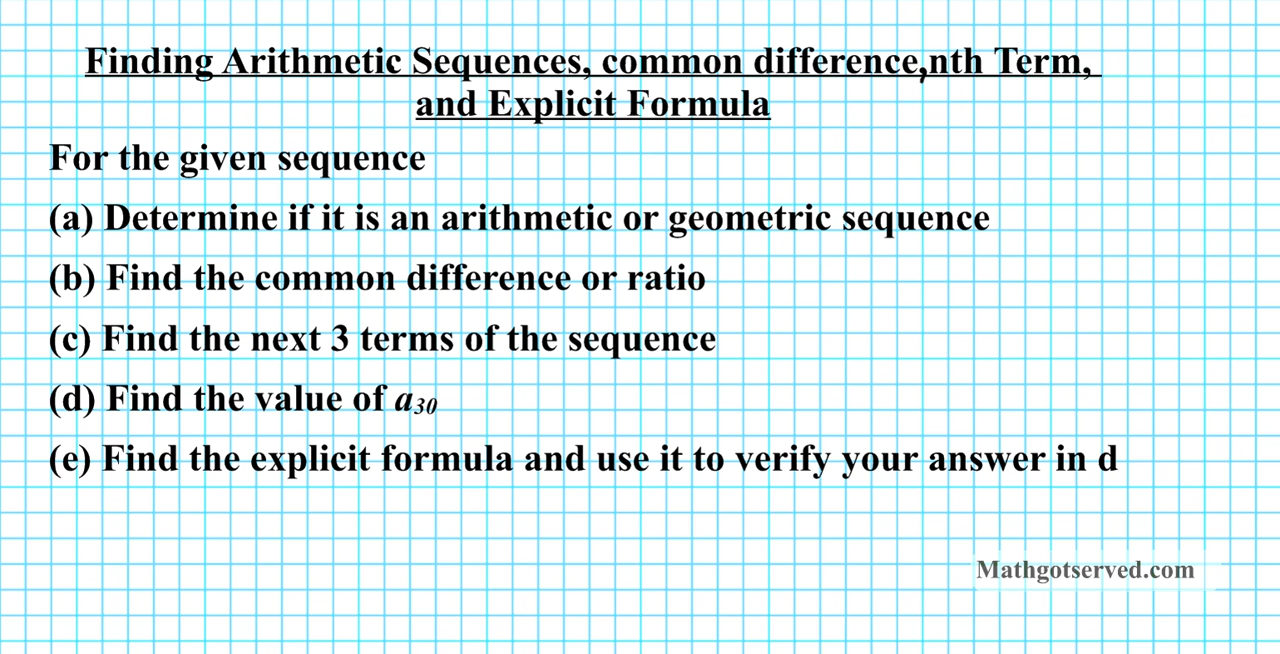 Finding Arithmetic Sequences, common difference,nth Term,
and Explicit Formula
For the given sequence
(a) Determine if it is an arithmetic or geometric sequence
(b) Find the common difference or ratio
(c) Find the next 3 terms of the sequence
(d) Find the value of a₃₀
(e) Find the explicit formula and use it to verify your answer in d
Mathgotserved.com